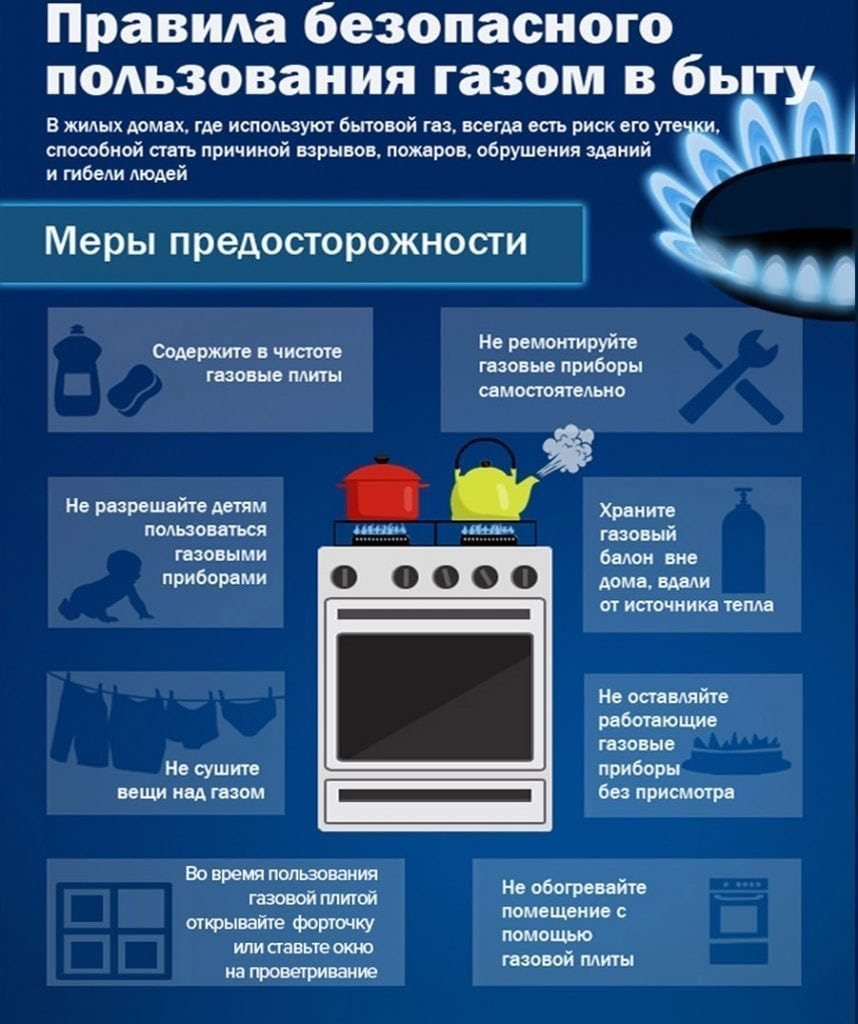 Правила безопасного
пользования газом в быту
В жилых домах, где используют бытовой газ, всегда есть риск его утечки,
способной стать причиной взрывов, пожаров, обрушения зданий
и гибели людей
Меры предосторожности
Содержите в чистоте
газовые плиты
Не ремонтируйте
газовые приборы
самостоятельно
Не разрешайте детям
пользоваться
газовыми
приборами
Храните
газовый
балон вне
дома, вдали
от источника тепла
Не сушите
вещи над газом
Не оставляйте
работающие
газовые
приборы
без присмотра
Во время пользования
газовой плитой
открывайте форточку
или ставьте окно
на проветривание
Не обогревайте
помещение с
помощью
газовой плиты